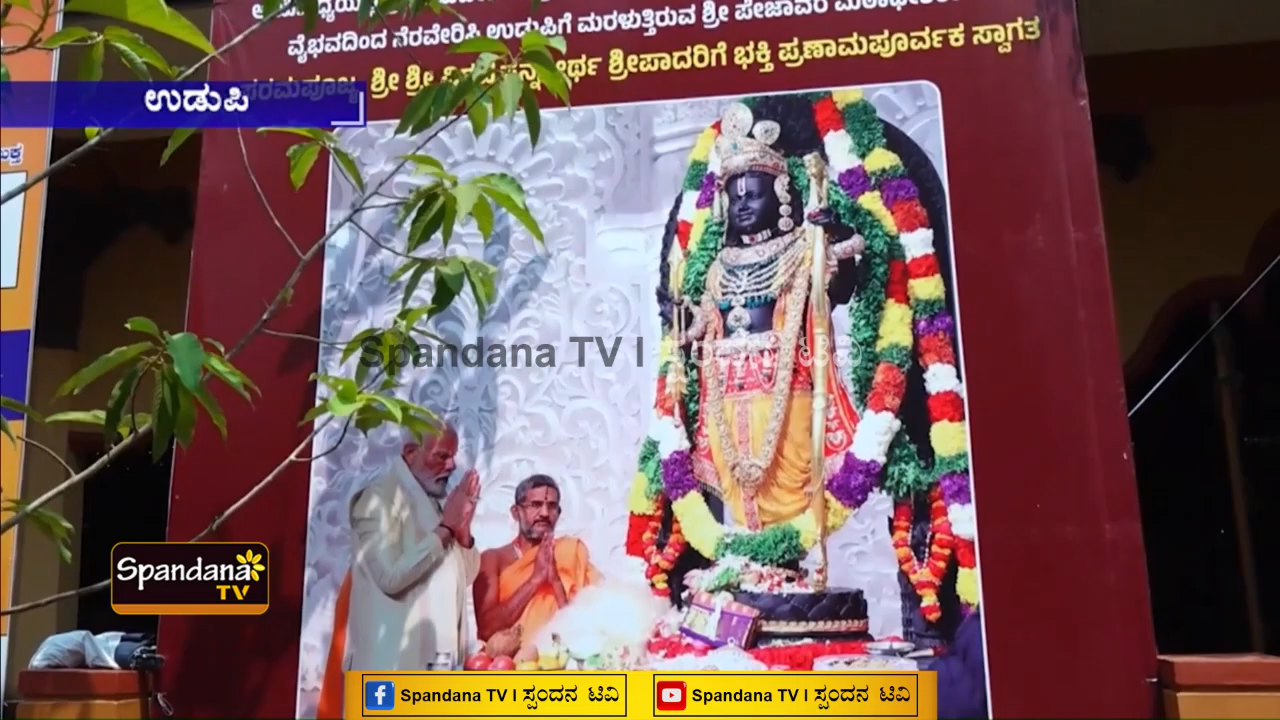 ವೈಭವದಿಂದ ನೆರವೇರಿಸಿ ಉಡುಪಿಗೆ ಮರಳುತ್ತಿರುವ ಶ್ರೀ ಪೇಜಾವರ
ಶ್ರೀ ಶ್ರೀ ಶ್ರೀಪಾದರಿಗೆ ಭಕ್ತಿ ಪ್ರಣಾಮಪೂರ್ವಕ ಸ್ವಾಗತ
ಉಡುಪಿ
Spandana TV l ಸ್ಪಂದನ ಟಿವಿ
Spandana
TV
Spandana TV l ಸ್ಪಂದನ ಟಿವಿ
Spandana TV l ಸ್ಪಂದನ ಟಿವಿ